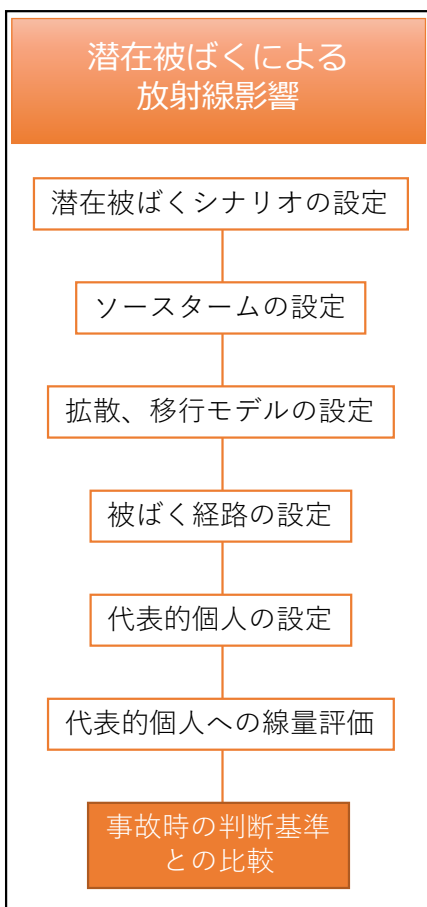 潜在被ばくによる
放射線影響
潜在被ばくシナリオの設定
ソースタームの設定
拡散、移行モデルの設定
被ばく経路の設定
代表的個人の設定
代表的個人への線量評価
事故時の判断基準
との比較